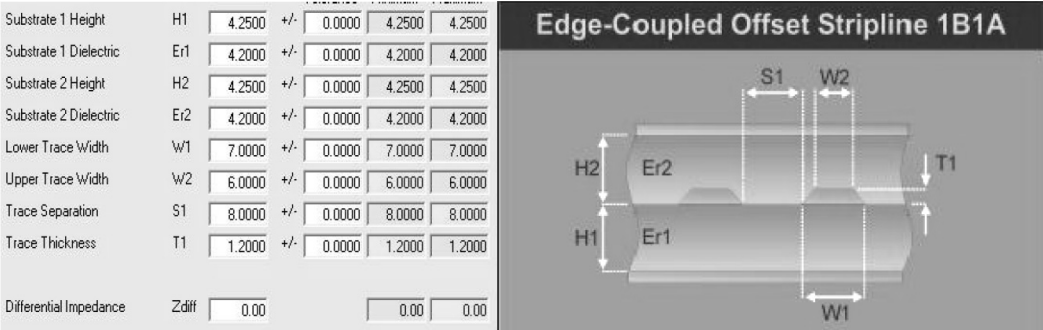 Substrate 1 Height H1 4.2500 +/- 0.0000 4.2500 4.2500
Substrate 1 Dielectric Er1 4.2000 +/- 0.0000 4.2000 4.2000
Substrate 2 Height H2 4.2500 +/- 0.0000 4.2500 4.2500
Substrate 2 Dielectric Er2 4.2000 +/- 0.0000 4.2000 4.2000
Lower Trace Width W1 7.0000 +/- 0.0000 7.0000 7.0000
Upper Trace Width W2 6.0000 +/- 0.0000 6.0000 6.0000
Trace Separation S1 8.0000 +/- 0.0000 8.0000 8.0000
Trace Thickness T1 1.2000 +/- 0.0000 1.2000 1.2000
Differential Impedance Zdiff 0.00 0.00 0.00
Edge-Coupled Offset Stripline 1B1A
S1 W2
H2 Er2 T1
H1 Er1
W1